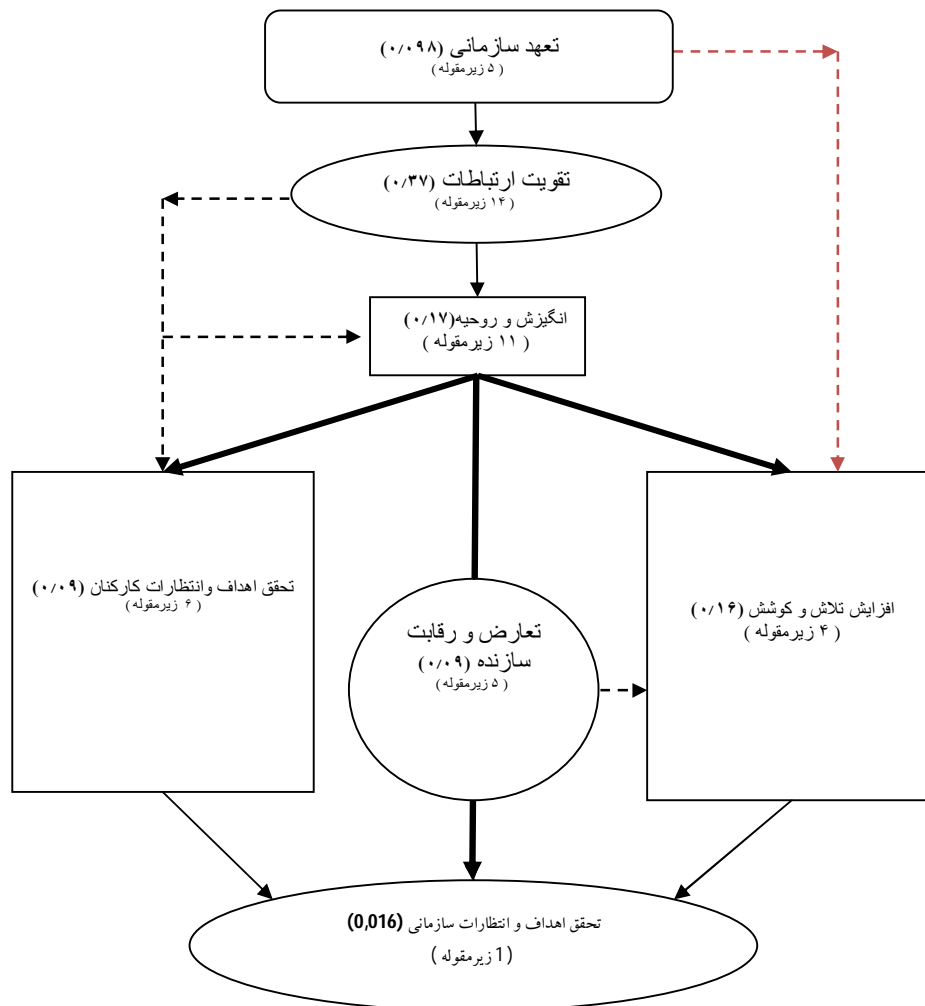 تعهد سازمانی (۰/۰۹۸)
( ۵ زیرمقوله )
تقویت ارتباطات (۰/۳۷)
( ۱۴ زیرمقوله )
انگیزش و روحیه(۰/۱۷)
( ۱۱ زیرمقوله )
افزایش تلاش و کوشش (۰/۱۶)
( ۴ زیرمقوله )
تعارض و رقابت
سازنده (۰/۰۹)
( ۵ زیرمقوله )
تحقق اهداف وانتظارات کارکنان (۰/۰۹)
( ۶ زیرمقوله )
تحقق اهداف و انتظارات سازمانی (0,016)
(1 زیرمقوله )